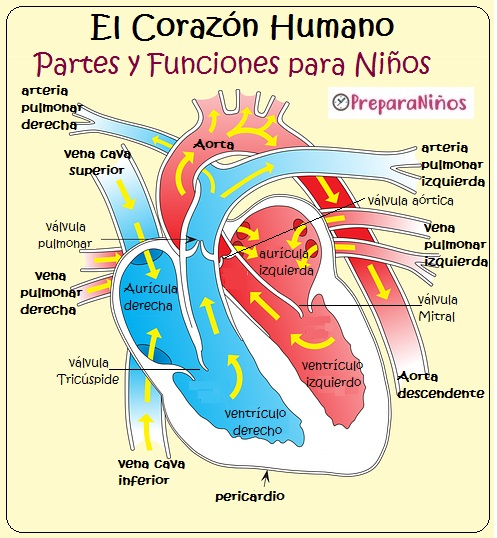 El Corazón Humano
Partes y Funciones para Niños
PreparaNiños
arteria
pulmonar
derecha
vena cava
superior
Aorta
arteria
pulmonar
izquierda
válvula aórtica
válvula
pulmonar
vena
pulmonar
izquierda
aurícula
izquierda
Aurícula
derecha
vena
pulmonar
derecha
válvula
Mitral
válvula
Tricúspide
ventrículo
izquierdo
Aorta
descendente
ventrículo
derecho
vena cava
inferior
pericardio